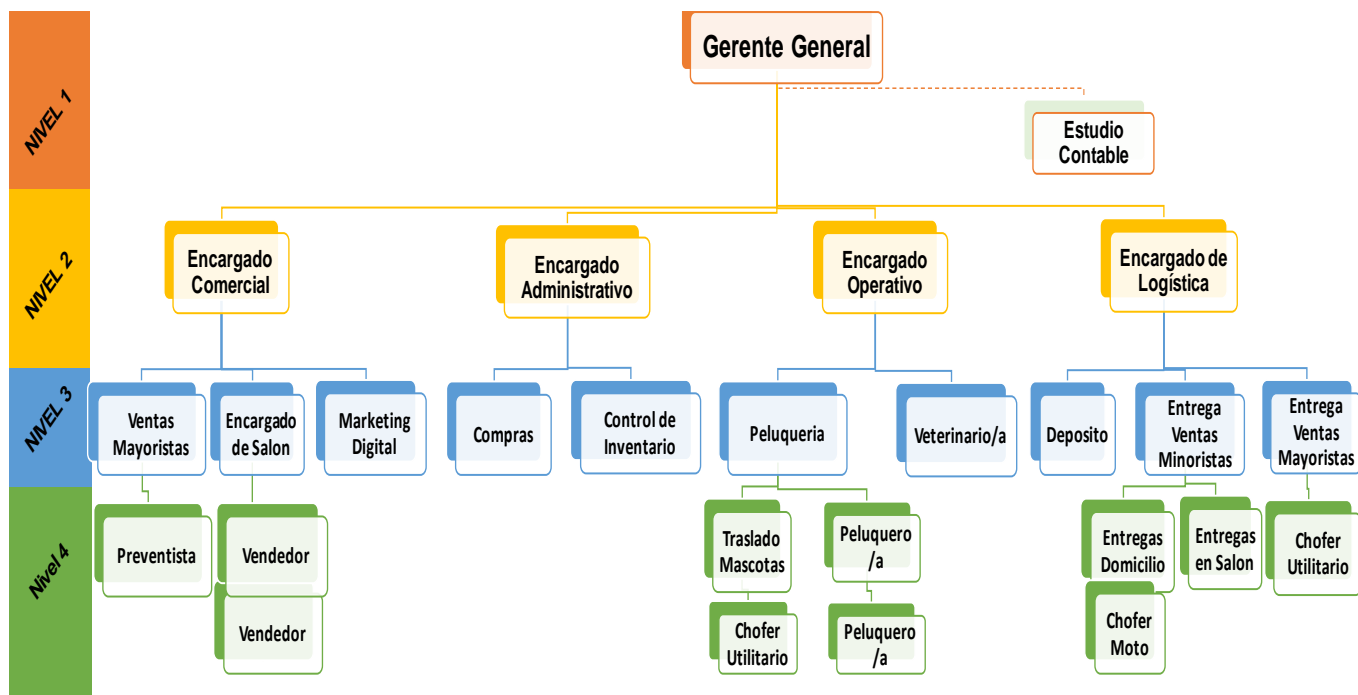 NIVEL 1
Gerente General
Estudio
Contable
NIVEL 2
Encargado
Comercial
Encargado
Administrativo
Encargado
Operativo
Encargado de
Logística
NIVEL 3
Ventas
Mayoristas
Encargado
de Salon
Marketing
Digital
Compras
Control de
Inventario
Peluqueria
Veterinario/a
Deposito
Entrega
Ventas
Minoristas
Entrega
Ventas
Mayoristas
Nivel 4
Preventista
Vendedor
Vendedor
Traslado
Mascotas
Chofer
Utilitario
Peluquero
/a
Peluquero
/a
Entregas
Domicilio
Chofer
Moto
Entregas
en Salon
Chofer
Utilitario